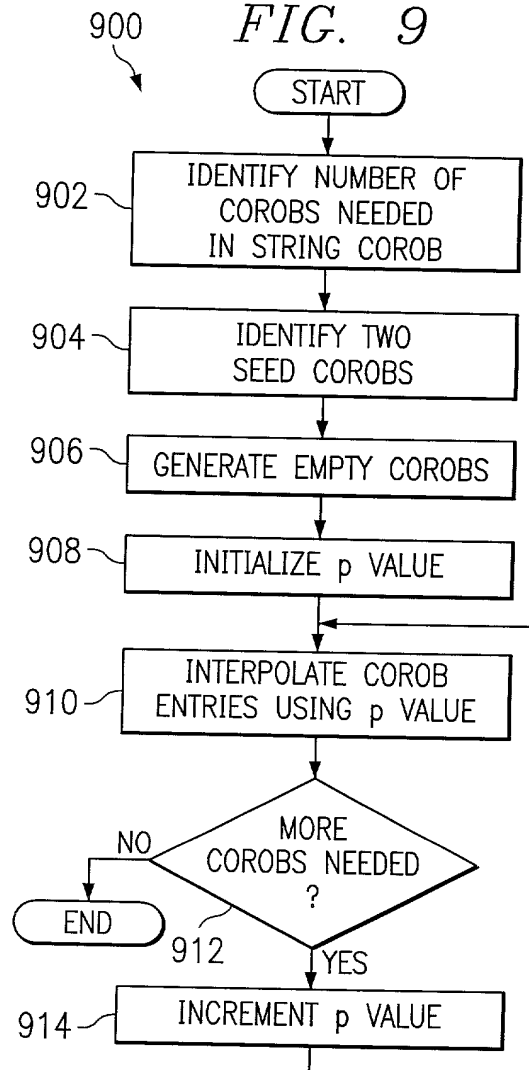 FIG. 9
900
START
902
IDENTIFY NUMBER OF
COROBS NEEDED
IN STRING COROB
904
IDENTIFY TWO
SEED COROBS
906
GENERATE EMPTY COROBS
908
INITIALIZE p VALUE
910
INTERPOLATE COROB
ENTRIES USING p VALUE
MORE
COROBS NEEDED
?
NO
END
912
YES
914
INCREMENT p VALUE